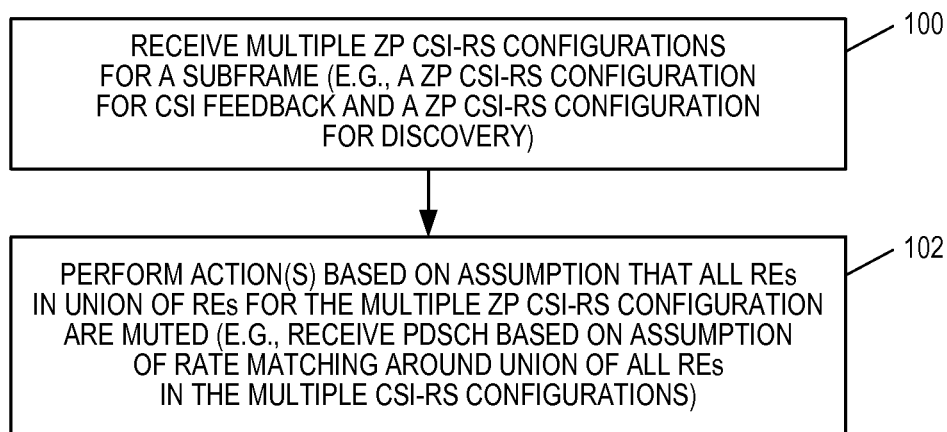 RECEIVE MULTIPLE ZP CSI-RS CONFIGURATIONS
FOR A SUBFRAME (E.G., A ZP CSI-RS CONFIGURATION
FOR CSI FEEDBACK AND A ZP CSI-RS CONFIGURATION
FOR DISCOVERY)
100
PERFORM ACTION(S) BASED ON ASSUMPTION THAT ALL REs
IN UNION OF REs FOR THE MULTIPLE ZP CSI-RS CONFIGURATION
ARE MUTED (E.G., RECEIVE PDSCH BASED ON ASSUMPTION
OF RATE MATCHING AROUND UNION OF ALL REs
IN THE MULTIPLE CSI-RS CONFIGURATIONS)
102